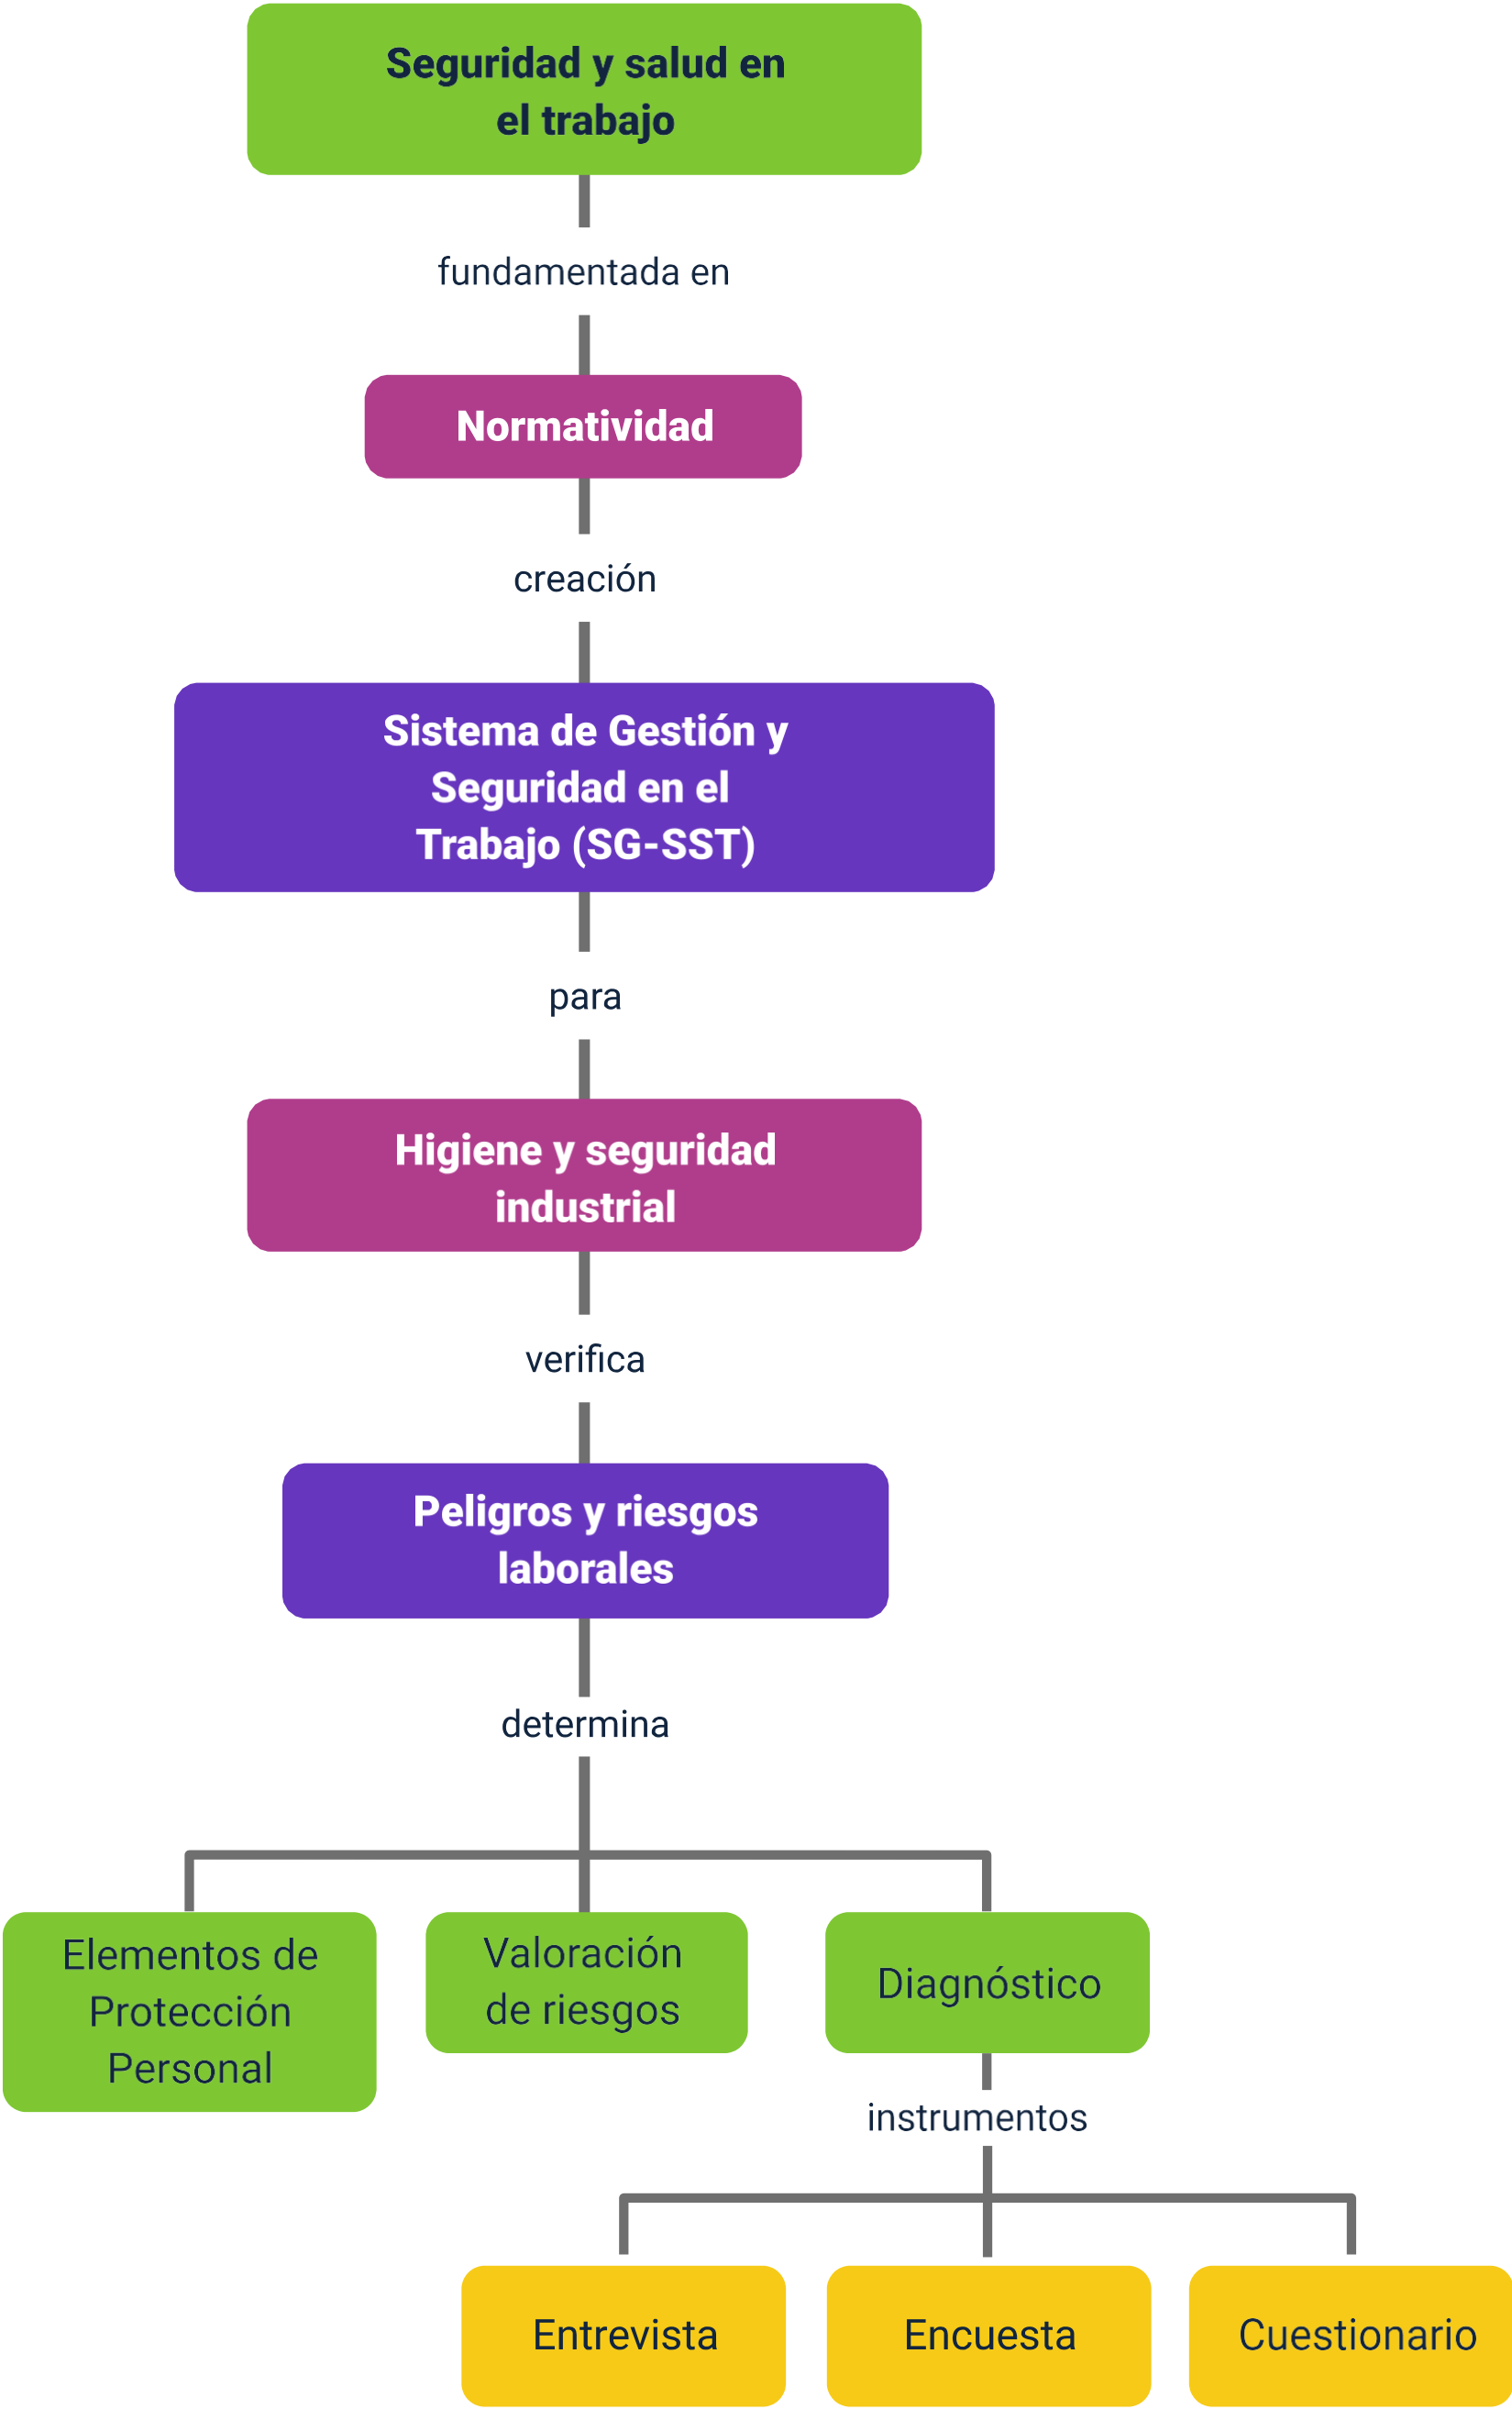 Seguridad y salud en
el trabajo
fundamentada en
Normatividad
creación
Sistema de Gestión y
Seguridad en el
Trabajo (SG-SST)
para
Higiene y seguridad
industrial
verifica
Peligros y riesgos
laborales
determina
Elementos de
Protección
Personal
Valoración
de riesgos
Diagnóstico
instrumentos
Entrevista
Encuesta
Cuestionario